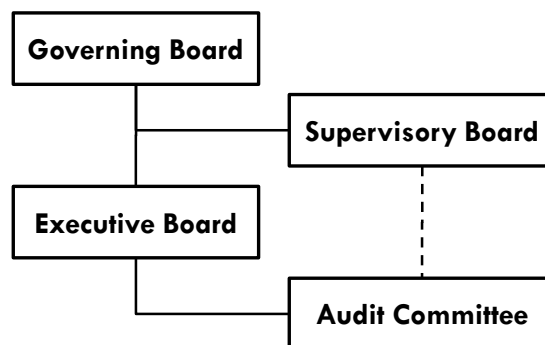 Governing Board
Supervisory Board
Executive Board
Audit Committee